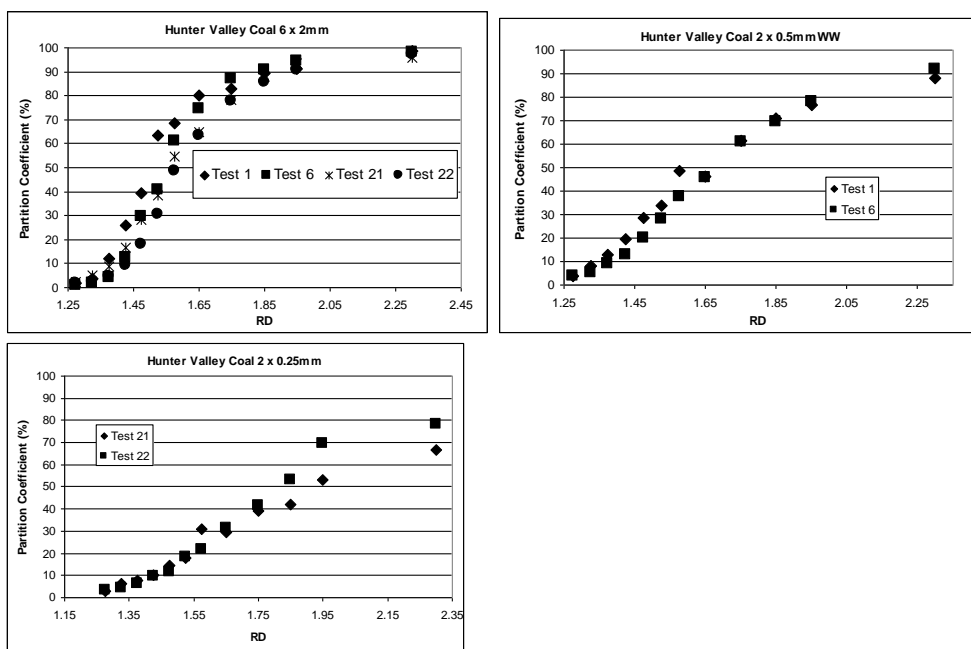 Hunter Valley Coal 6 x 2mm
Partition Coefficient (%)
100
90
80
70
60
50
40
30
20
10
0
Test 1 Test 6 Test 21 Test 22
1.25 1.45 1.65 1.85 2.05 2.25 2.45
RD
Hunter Valley Coal 2 x 0.5mm WW
Partition Coefficient (%)
100
90
80
70
60
50
40
30
20
10
0
Test 1
Test 6
1.25 1.45 1.65 1.85 2.05 2.25
RD
Hunter Valley Coal 2 x 0.25mm
Partition Coefficient (%)
100
90
80
70
60
50
40
30
20
10
0
Test 21
Test 22
1.15 1.35 1.55 1.75 1.95 2.15 2.35
RD